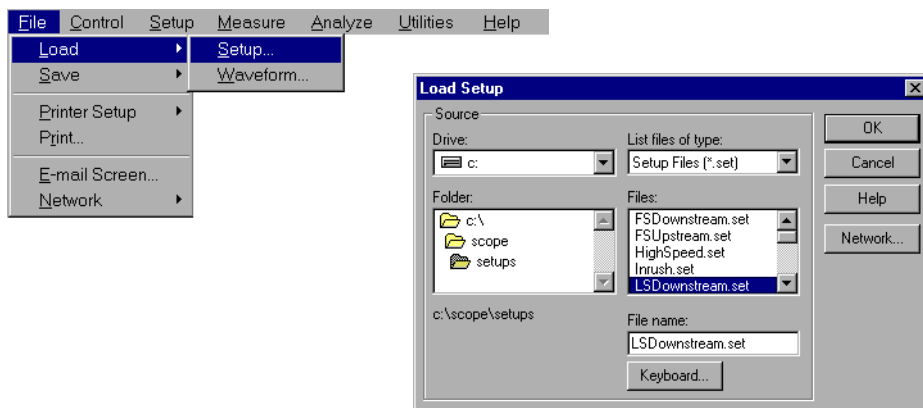 File Control Setup Measure Analyze Utilities Help
Load
Save
Printer Setup
Print...
E-mail Screen...
Network
Setup...
Waveform...
Load Setup
Source
Drive:
c:
Folder:
c:\
scope
setups
c:\scope\setups
List files of type:
Setup Files (*.set)
Files:
FSDownstream.set
FSUpstream.set
HighSpeed.set
Inrush.set
LSDownstream.set
File name:
LSDownstream.set
Keyboard...
OK
Cancel
Help
Network...